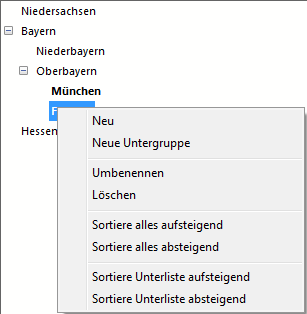 Niedersachsen
Bayern
Niederbayern
Oberbayern
München
Hessen
Neu
Neue Untergruppe
Umbenennen
Löschen
Sortiere alles aufsteigend
Sortiere alles absteigend
Sortiere Unterliste aufsteigend
Sortiere Unterliste absteigend